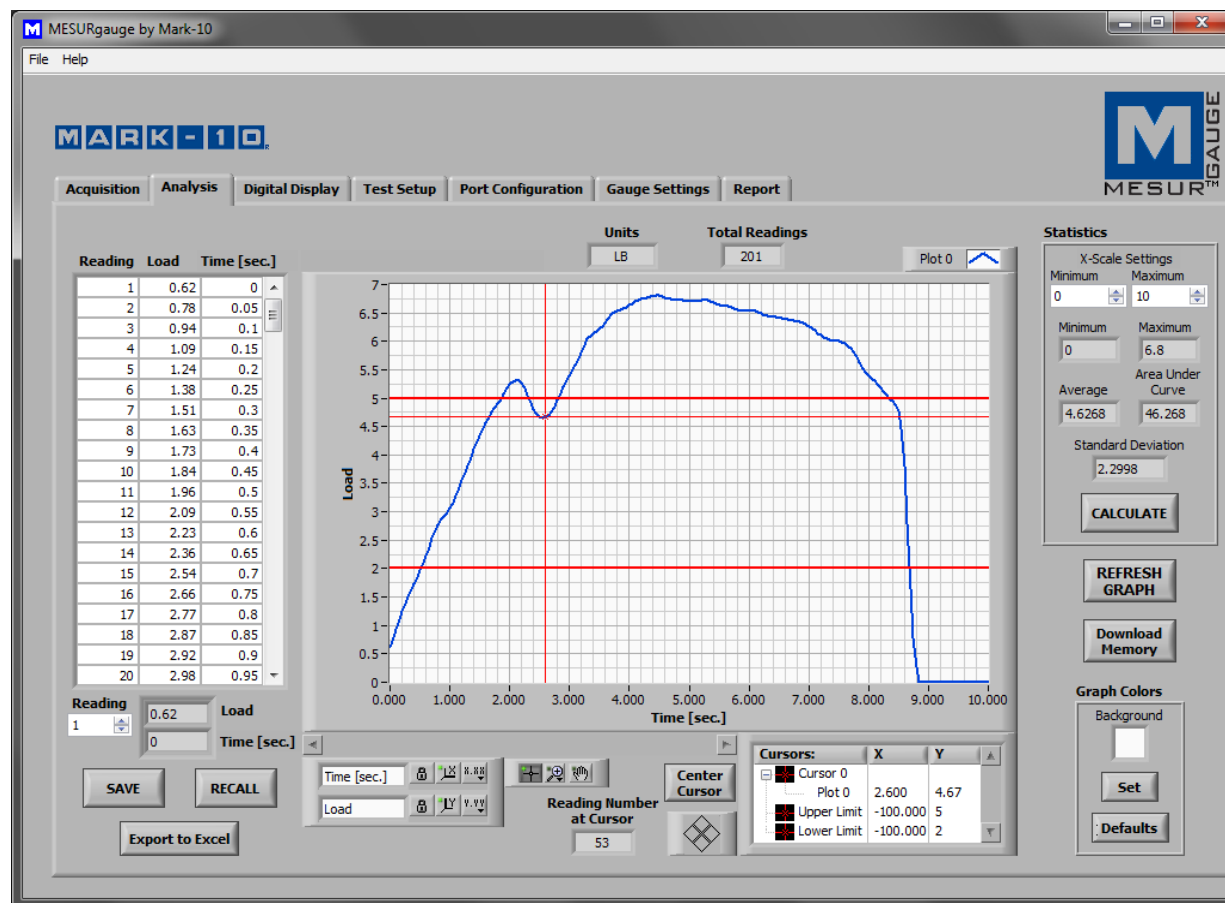 MESURgauge by Mark-10
File Help
MARK-10
M
MESUR™
GAUGE
Acquisition Analysis Digital Display Test Setup Port Configuration Gauge Settings Report
Units Total Readings
LB 201 Plot 0
Reading Load Time [sec.]
1 0.62 0
2 0.78 0.05
3 0.94 0.1
4 1.09 0.15
5 1.24 0.2
6 1.38 0.25
7 1.51 0.3
8 1.63 0.35
9 1.73 0.4
10 1.84 0.45
11 1.96 0.5
12 2.09 0.55
13 2.23 0.6
14 2.36 0.65
15 2.54 0.7
16 2.66 0.75
17 2.77 0.8
18 2.87 0.85
19 2.92 0.9
20 2.98 0.95
Reading
1
0.62 Load
0 Time [sec.]
SAVE RECALL
Export to Excel
7
6.5
6
5.5
5
4.5
4
3.5
3
2.5
2
1.5
1
0.5
0
Load
0.000 1.000 2.000 3.000 4.000 5.000 6.000 7.000 8.000 9.000 10.000
Time [sec.]
Time [sec.] X X.XX
Load Y Y.YY
Reading Number
at Cursor
53
Center
Cursor
Cursors: X Y
Cursor 0
Plot 0 2.600 4.67
Upper Limit -100.000 5
Lower Limit -100.000 2
Statistics
X-Scale Settings
Minimum Maximum
0 10
Minimum Maximum
0 6.8
Average Area Under
Curve
4.6268 46.268
Standard Deviation
2.2998
CALCULATE
REFRESH
GRAPH
Download
Memory
Graph Colors
Background
Set
Defaults